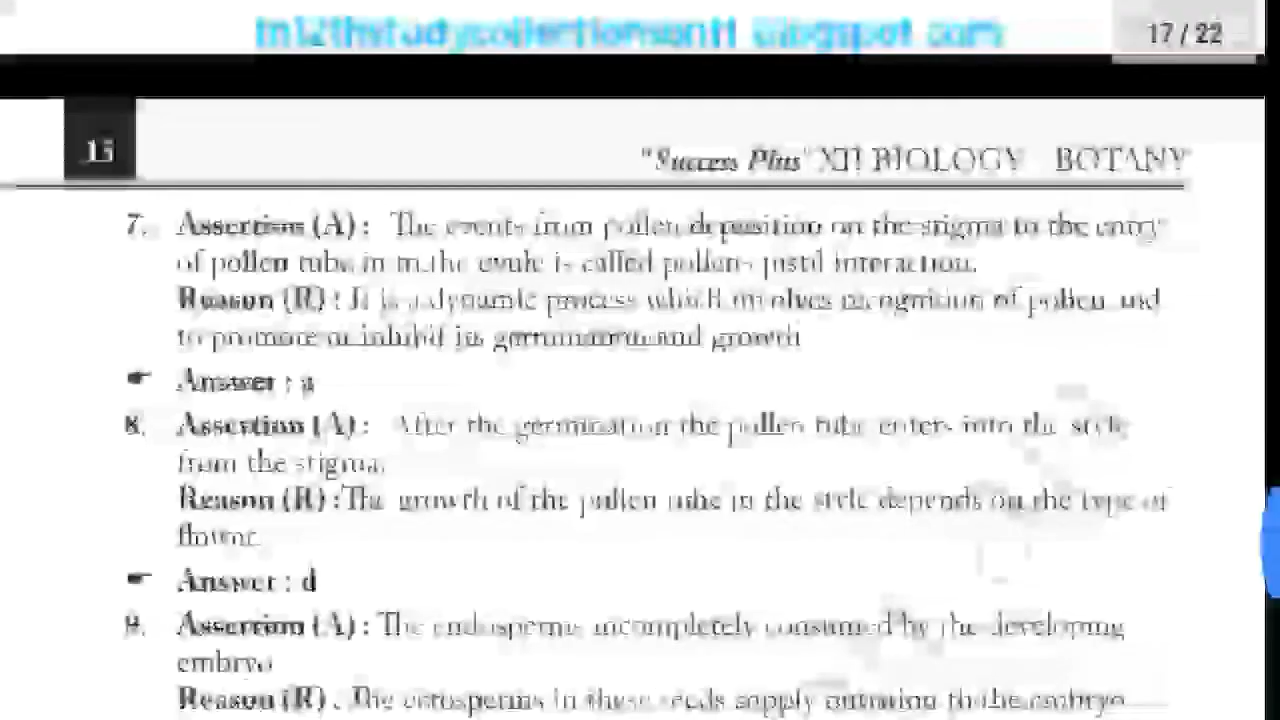 17 / 22
15
"Success Plus" XII BIOLOGY BOTANY
7. Assertion (A) : The events from pollen deposition on the stigma to the entry
of pollen tube in to the ovule is called pollen- pistil interaction.
Reason (R) : It is a dynamic process which involves recognition of pollen and
to promote or inhibit its germination and growth
Answer : a
8. Assertion (A) : After the germination the pollen tube enters into the style
from the stigma.
Reason (R) : The growth of the pollen tube in the style depends on the type of
flower.
Answer : d
9. Assertion (A) : The endosperm incompletely consumed by the developing
embryo
Reason (R) : The in these seeds supply nutrition to the embryo